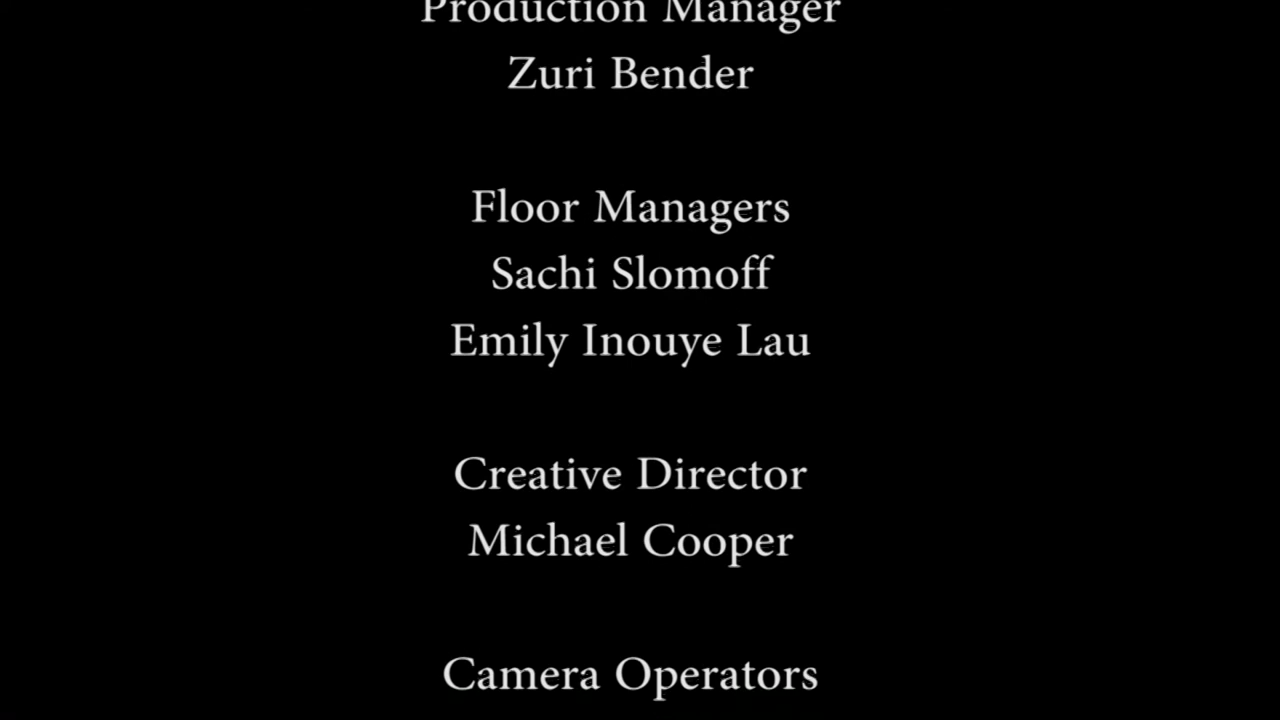 Production Manager
Zuri Bender
Floor Managers
Sachi Slomoff
Emily Inouye Lau
Creative Director
Michael Cooper
Camera Operators